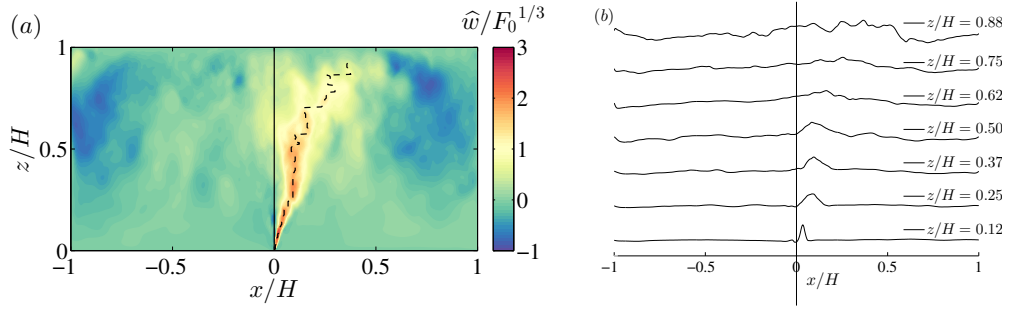 (a)
ŵ/F₀^{1/3}
1
0.5
0
z/H
-1
-0.5
0
0.5
1
x/H
3
2
1
0
-1
(b)
z/H = 0.88
z/H = 0.75
z/H = 0.62
z/H = 0.50
z/H = 0.37
z/H = 0.25
z/H = 0.12
-1
-0.5
0
0.5
1
x/H